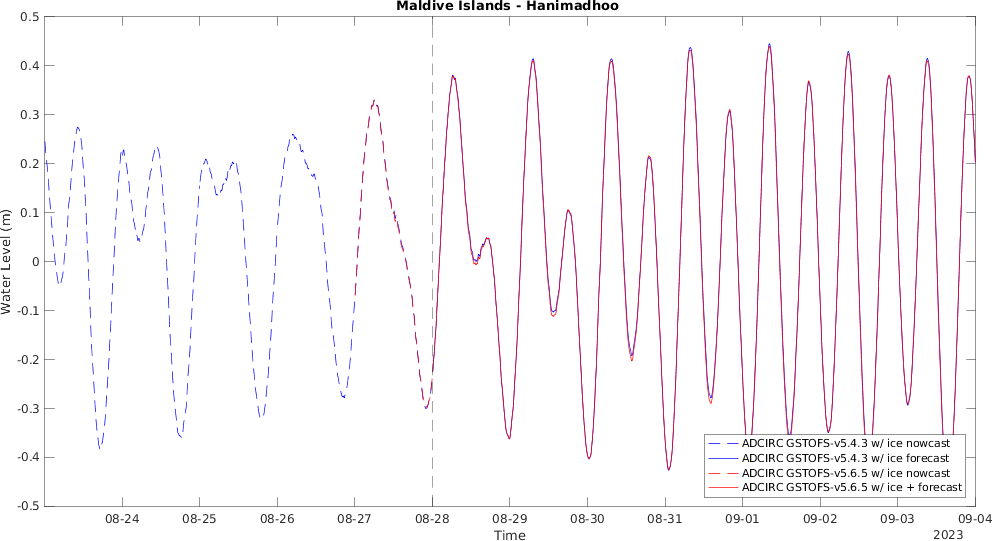 Maldive Islands - Hanimadhoo
0.5
0.4
0.3
0.2
0.1
0
-0.1
-0.2
-0.3
-0.4
-0.5
Water Level (m)
ADCIRC GSTOFS-v5.4.3 w/ ice nowcast
ADCIRC GSTOFS-v5.4.3 w/ ice forecast
ADCIRC GSTOFS-v5.6.5 w/ ice nowcast
ADCIRC GSTOFS-v5.6.5 w/ ice + forecast
08-24 08-25 08-26 08-27 08-28 08-29 08-30 08-31 09-01 09-02 09-03 09-04
Time
2023